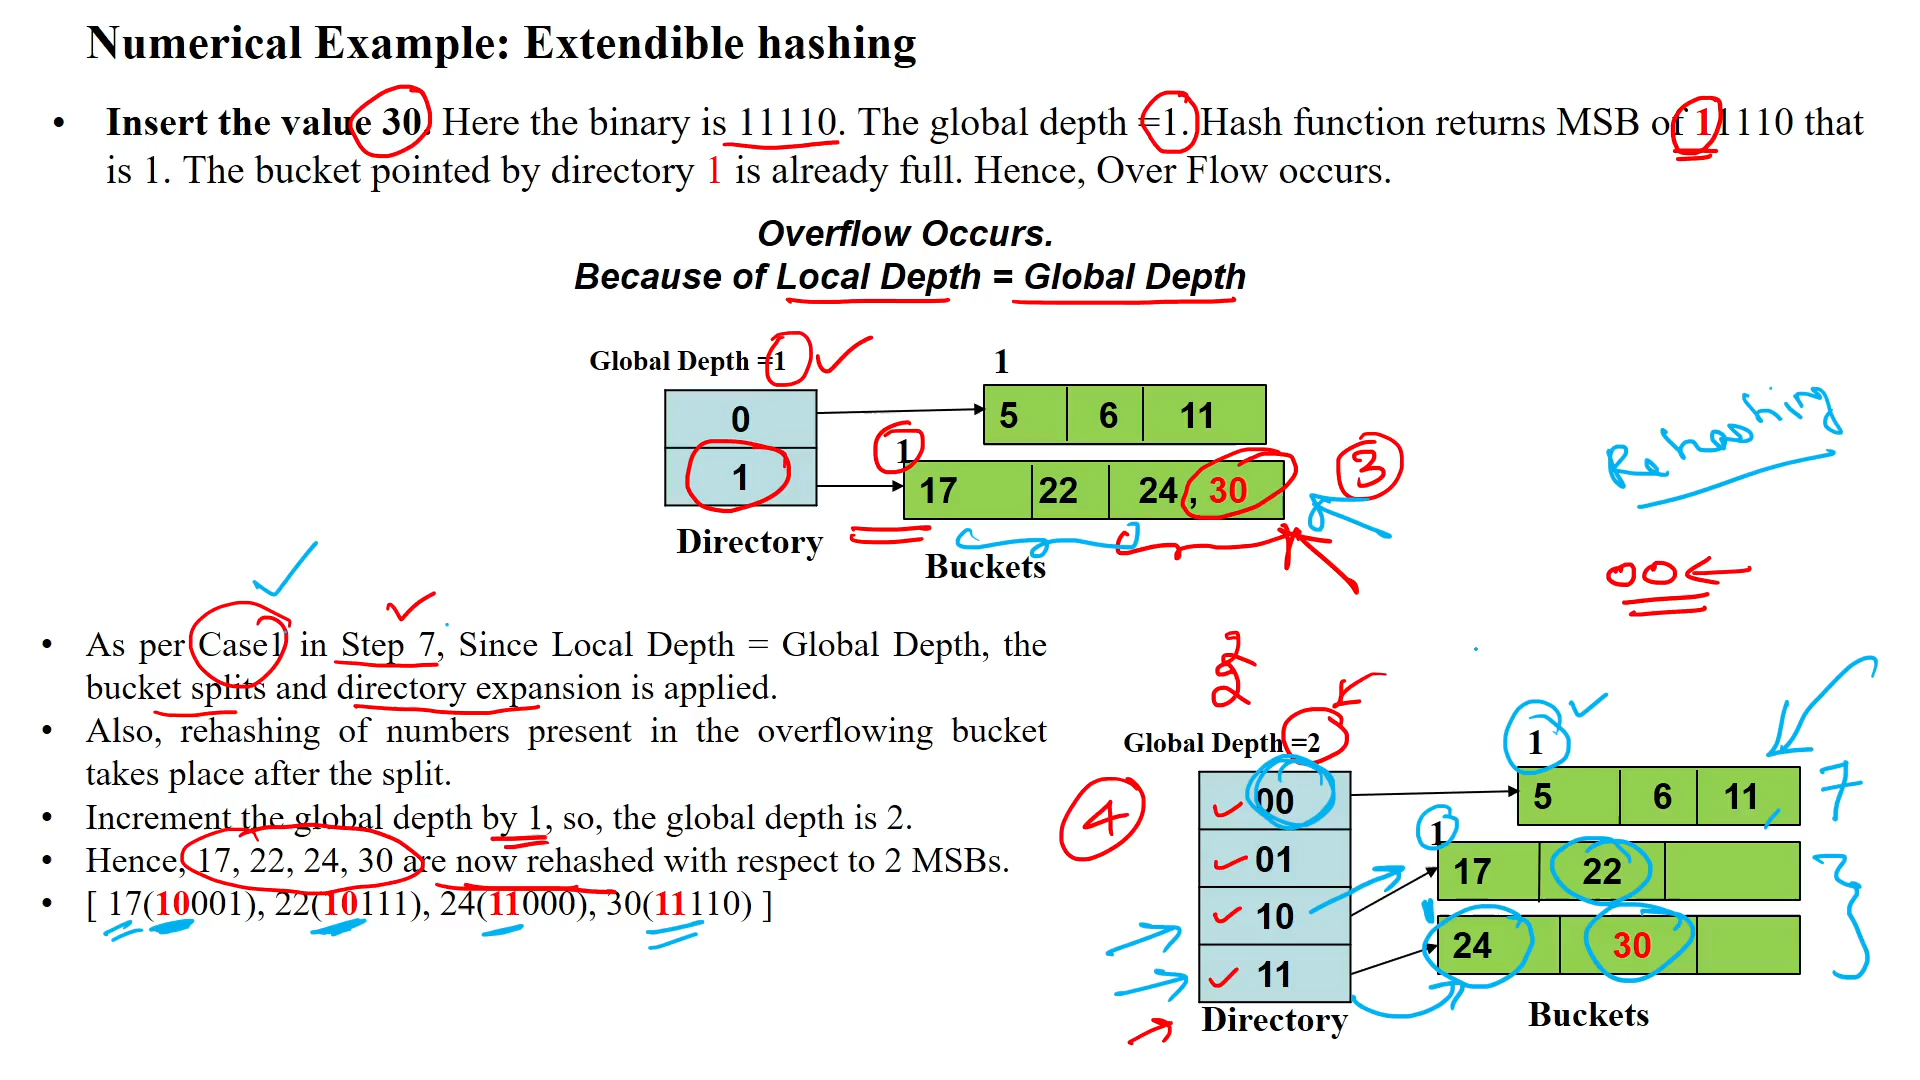 Numerical Example: Extendible hashing
• Insert the value 30. Here the binary is 11110. The global depth =1. Hash function returns MSB of 11110 that
is 1. The bucket pointed by directory 1 is already full. Hence, Over Flow occurs.
Overflow Occurs.
Because of Local Depth = Global Depth
Global Depth =1
1
0
5 6 11
1
1
17 22 24, 30
3
Rehashing
Directory
Buckets
00
• As per Case1 in Step 7, Since Local Depth = Global Depth, the
bucket splits and directory expansion is applied.
• Also, rehashing of numbers present in the overflowing bucket
takes place after the split.
• Increment the global depth by 1, so, the global depth is 2.
• Hence, 17, 22, 24, 30 are now rehashed with respect to 2 MSBs.
• [ 17(10001), 22(10111), 24(11000), 30(11110) ]
Global Depth =2
1
4
00
5 6 11
7
01
1
17 22
10
24 30
11
Directory
Buckets